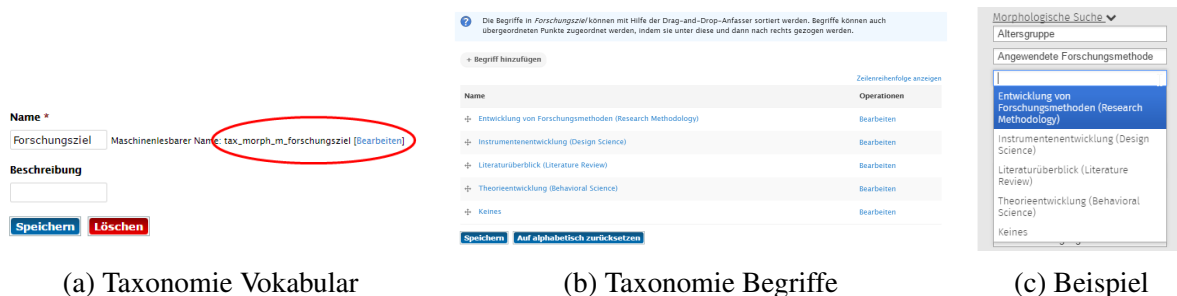 Name *
Forschungsziel Maschinenlesbarer Name: tax_morph_m_forschungsziel [Bearbeiten]
Beschreibung
Speichern Löschen
(a) Taxonomie Vokabular
Die Begriffe in Forschungsziel können mit Hilfe der Drag-and-Drop-Anfasser sortiert werden. Begriffe können auch
übergeordneten Punkte zugeordnet werden, indem sie unter diese und dann nach rechts gezogen werden.
+ Begriff hinzufügen
Zeilenreihenfolge anzeigen
Name Operationen
Entwicklung von Forschungsmethoden (Research Methodology) Bearbeiten
Instrumentenentwicklung (Design Science) Bearbeiten
Literaturüberblick (Literature Review) Bearbeiten
Theorieentwicklung (Behavioral Science) Bearbeiten
Keines Bearbeiten
Speichern Auf alphabetisch zurücksetzen
(b) Taxonomie Begriffe
Morphologische Suche
Altersgruppe
Angewendete Forschungsmethode
Entwicklung von
Forschungsmethoden (Research
Methodology)
Instrumentenentwicklung (Design
Science)
Literaturüberblick (Literature
Review)
Theorieentwicklung (Behavioral
Science)
Keines
(c) Beispiel